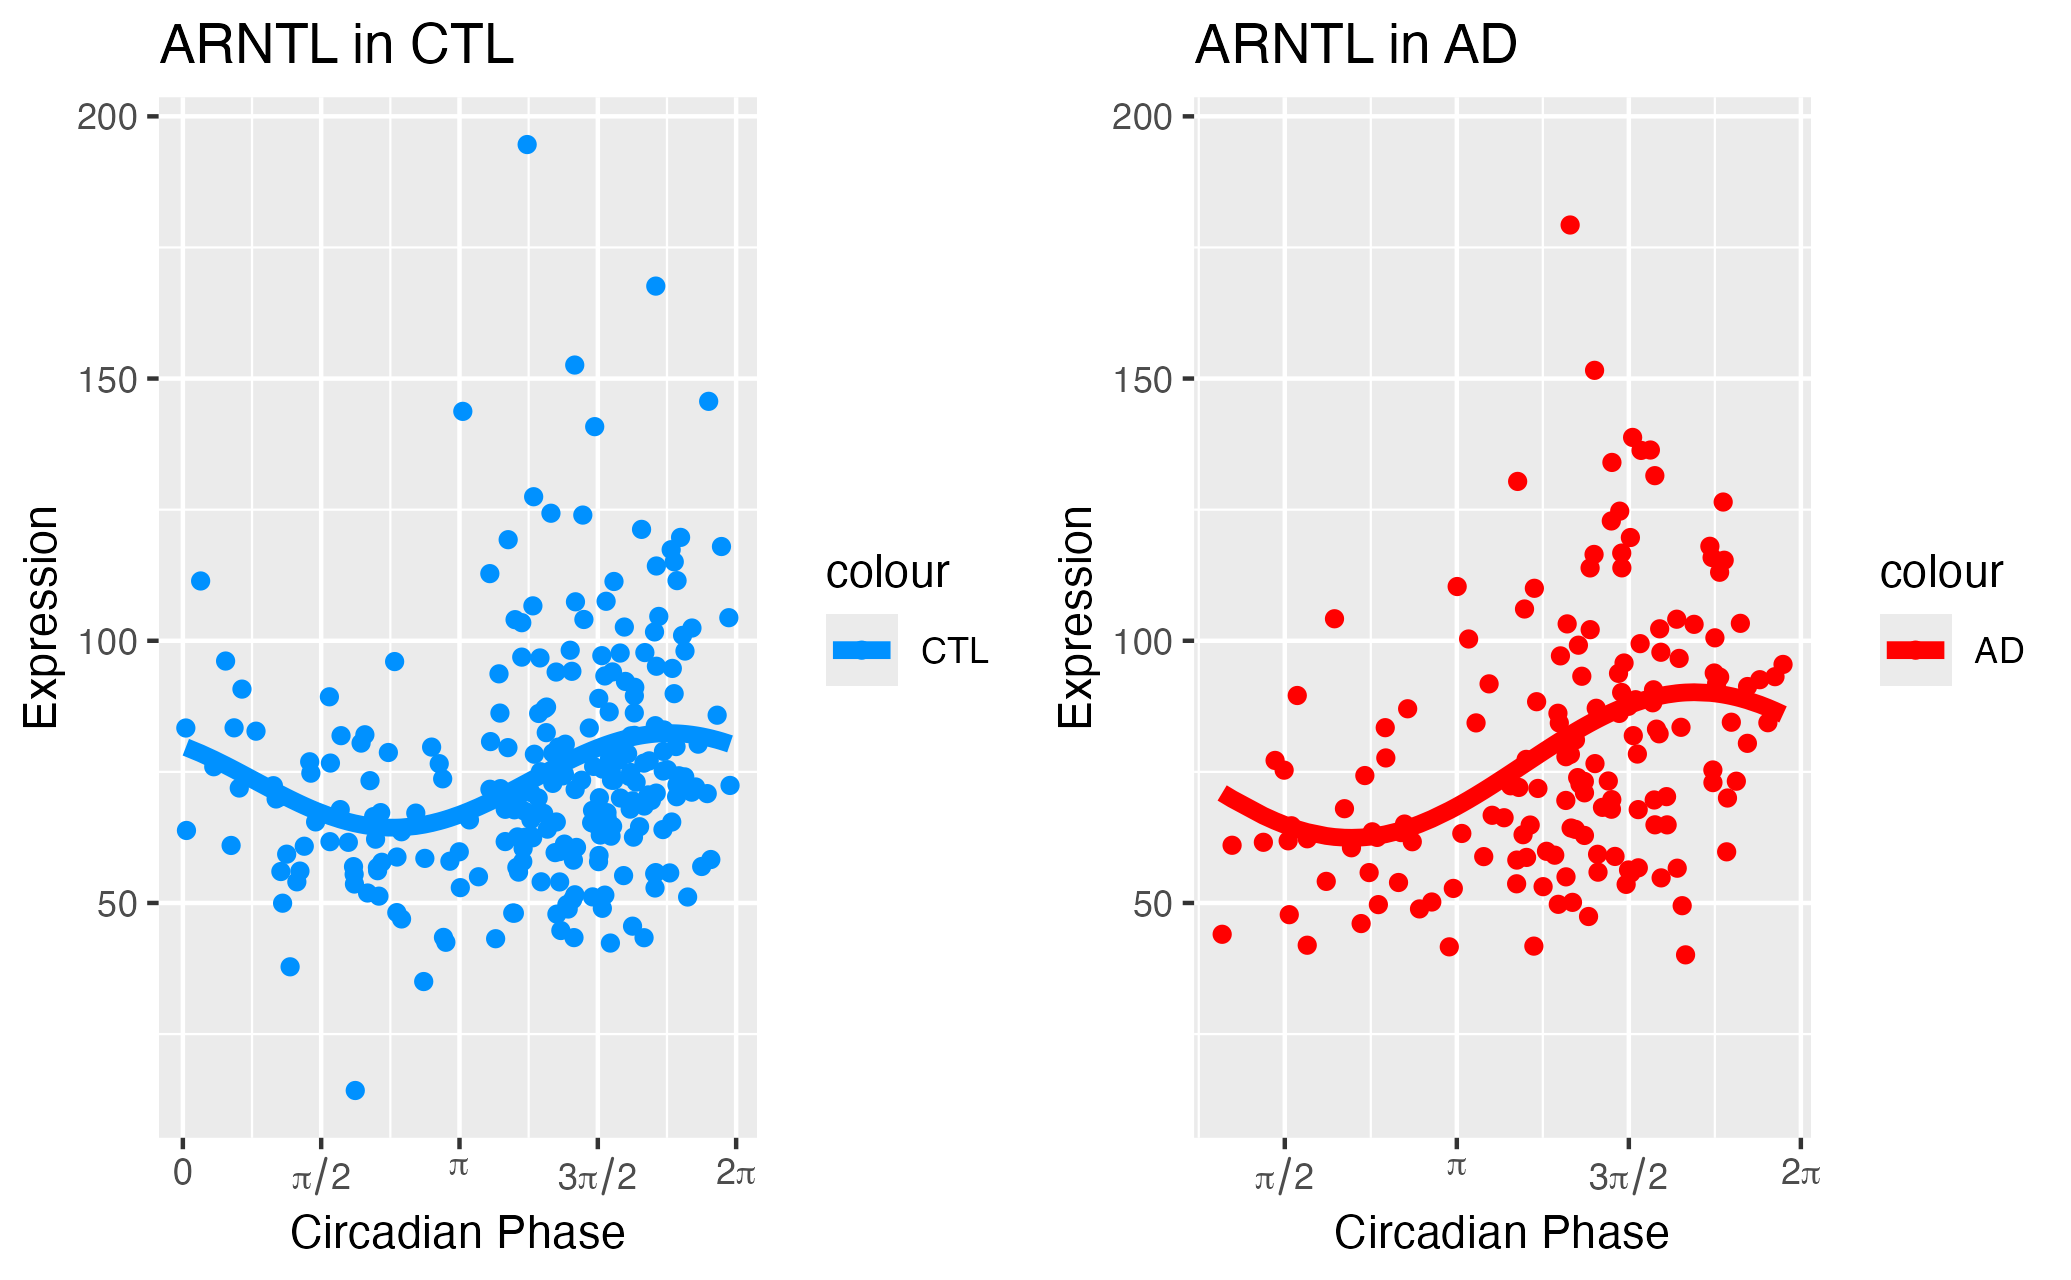 ARNTL in CTL
200
150
100
50
Expression
0
π/2
π
3π/2
2π
Circadian Phase
colour
CTL
ARNTL in AD
200
150
100
50
Expression
π/2
π
3π/2
2π
Circadian Phase
colour
AD